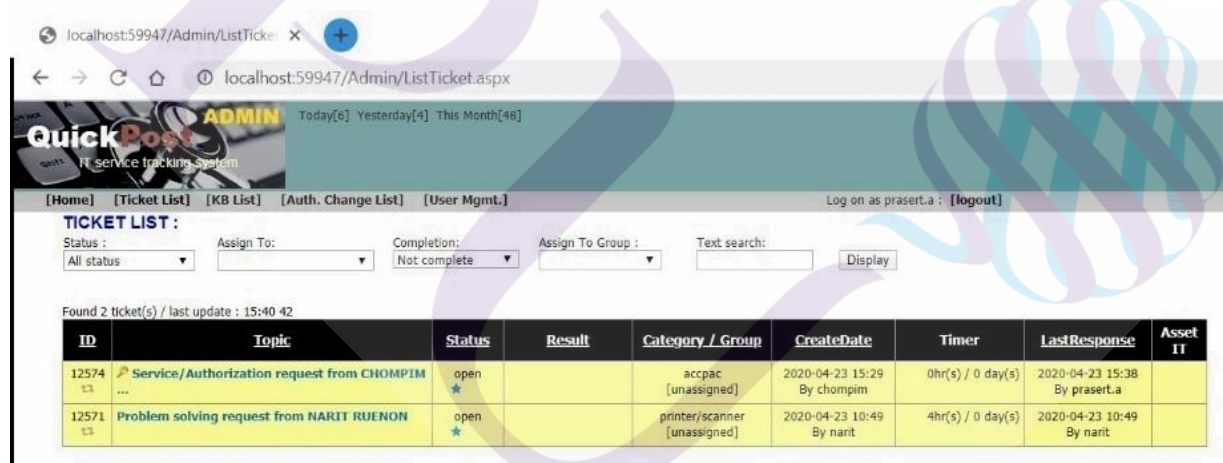 localhost:59947/Admin/ListTicke
localhost:59947/Admin/ListTicket.aspx
ADMIN
QuickPost
IT service tracking system
Today[6] Yesterday[4] This Month[48]
[Home] [Ticket List] [KB List] [Auth. Change List] [User Mgmt.] Log on as prasert.a : [logout]
TICKET LIST :
Status : Assign To: Completion: Assign To Group : Text search:
All status Not complete Display
Found 2 ticket(s) / last update : 15:40 42
ID Topic Status Result Category / Group CreateDate Timer LastResponse Asset IT
12574 Service/Authorization request from CHOMPIM open accpac 2020-04-23 15:29 0hr(s) / 0 day(s) 2020-04-23 15:38
... [unassigned] By chompim By prasert.a
12571 Problem solving request from NARIT RUENON open printer/scanner 2020-04-23 10:49 4hr(s) / 0 day(s) 2020-04-23 10:49
[unassigned] By narit By narit